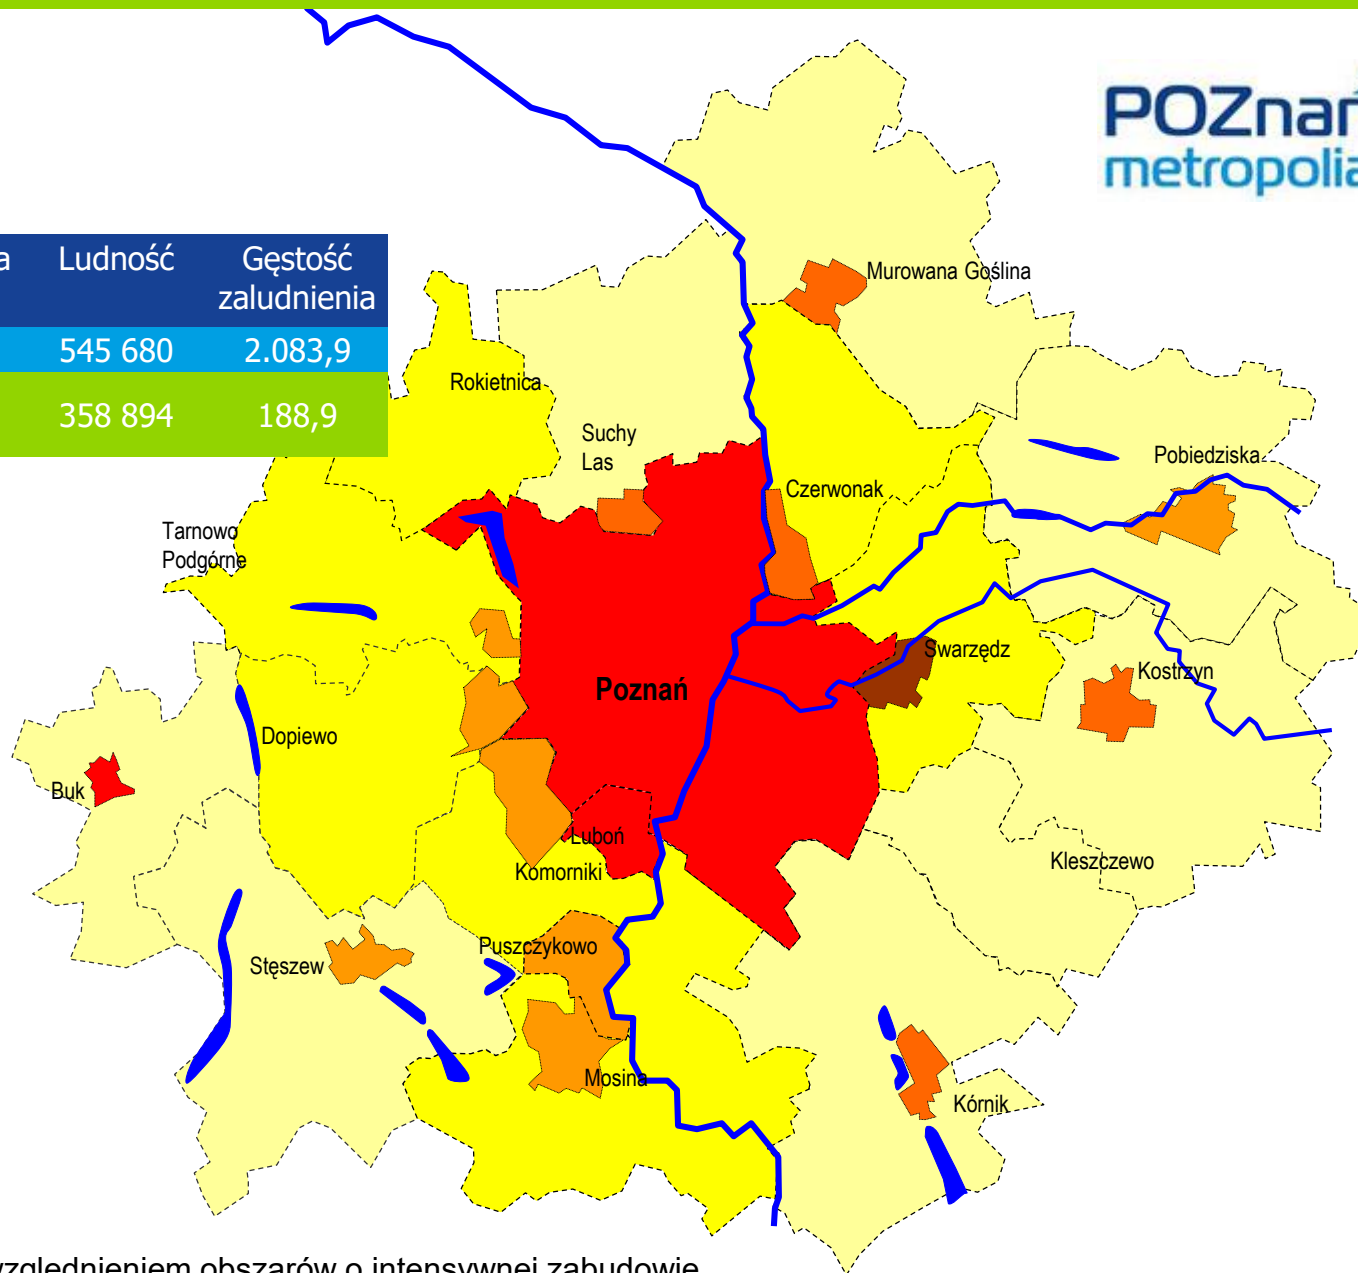 POZnań
metropolia
a Ludność Gęstość
zaludnienia
545 680 2.083,9
358 894 188,9
Murowana Goślina
Rokietnica
Suchy
Las
Pobiedziska
Czerwonak
Tarnowo
Podgórne
Swarzędz
Kostrzyn
Poznań
Dopiewo
Buk
Luboń
Komorniki
Kleszczewo
Puszczykowo
Stęszew
Mosina
Kórnik
względnieniem obszarów o intensywnej zabudowie